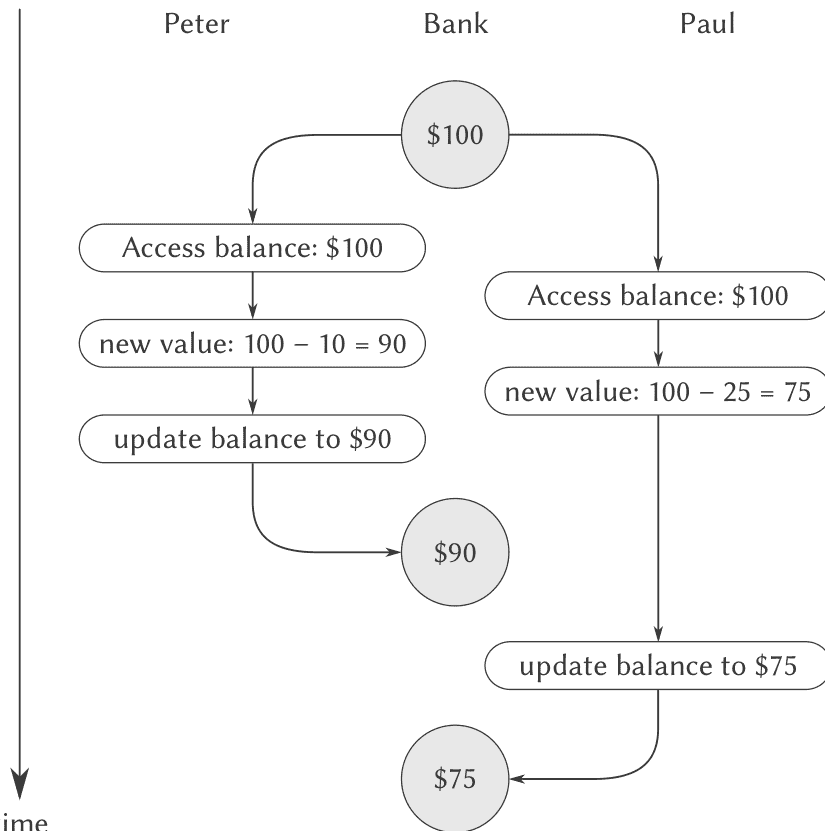 Peter Bank Paul
$100
Access balance: $100
Access balance: $100
new value: 100 − 10 = 90
new value: 100 − 25 = 75
update balance to $90
$90
update balance to $75
$75
ime